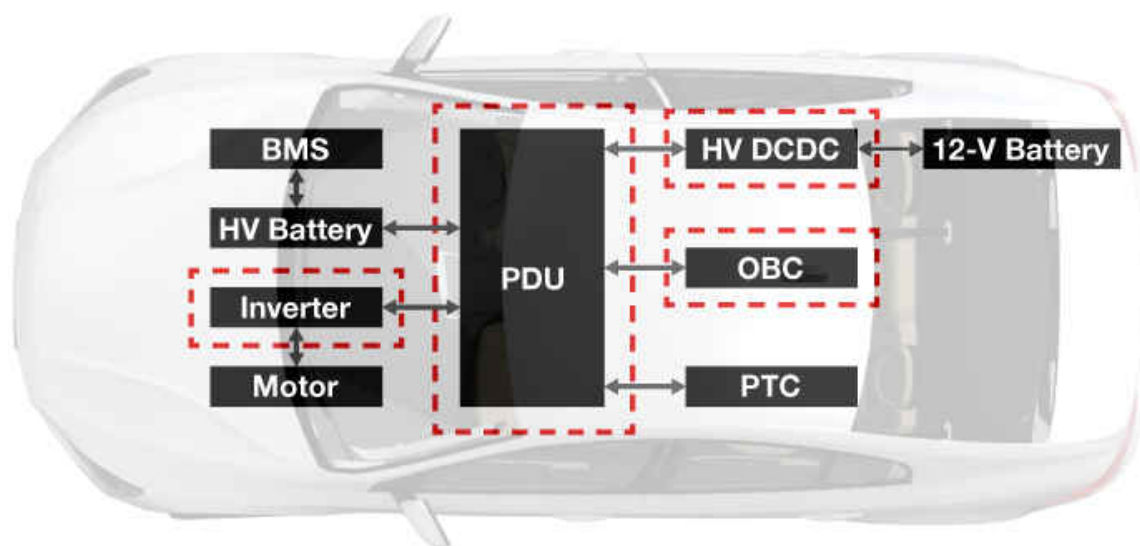 BMS
HV Battery
Inverter
Motor
PDU
HV DCDC
12-V Battery
OBC
PTC